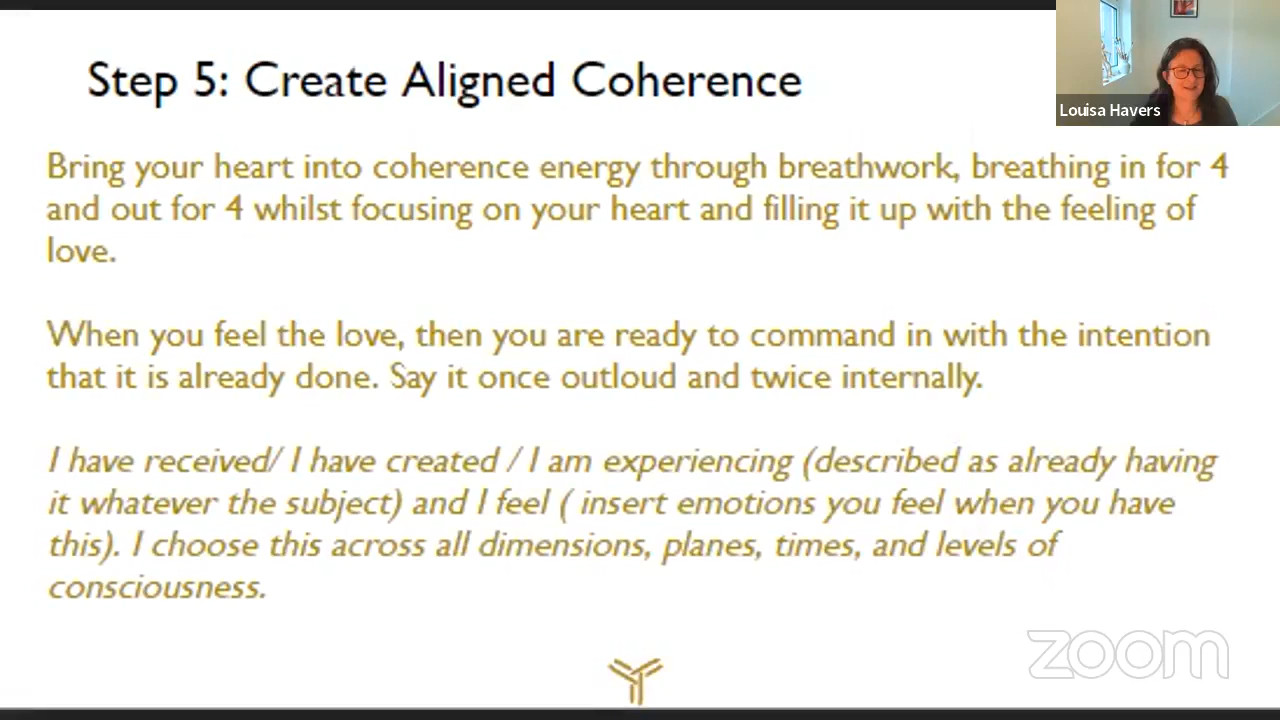 Step 5: Create Aligned Coherence
Louisa Havers
Bring your heart into coherence energy through breathwork, breathing in for 4
and out for 4 whilst focusing on your heart and filling it up with the feeling of
love.
When you feel the love, then you are ready to command in with the intention
that it is already done. Say it once outloud and twice internally.
I have received/ I have created / I am experiencing (described as already having
it whatever the subject) and I feel ( insert emotions you feel when you have
this). I choose this across all dimensions, planes, times, and levels of
consciousness.
zoom